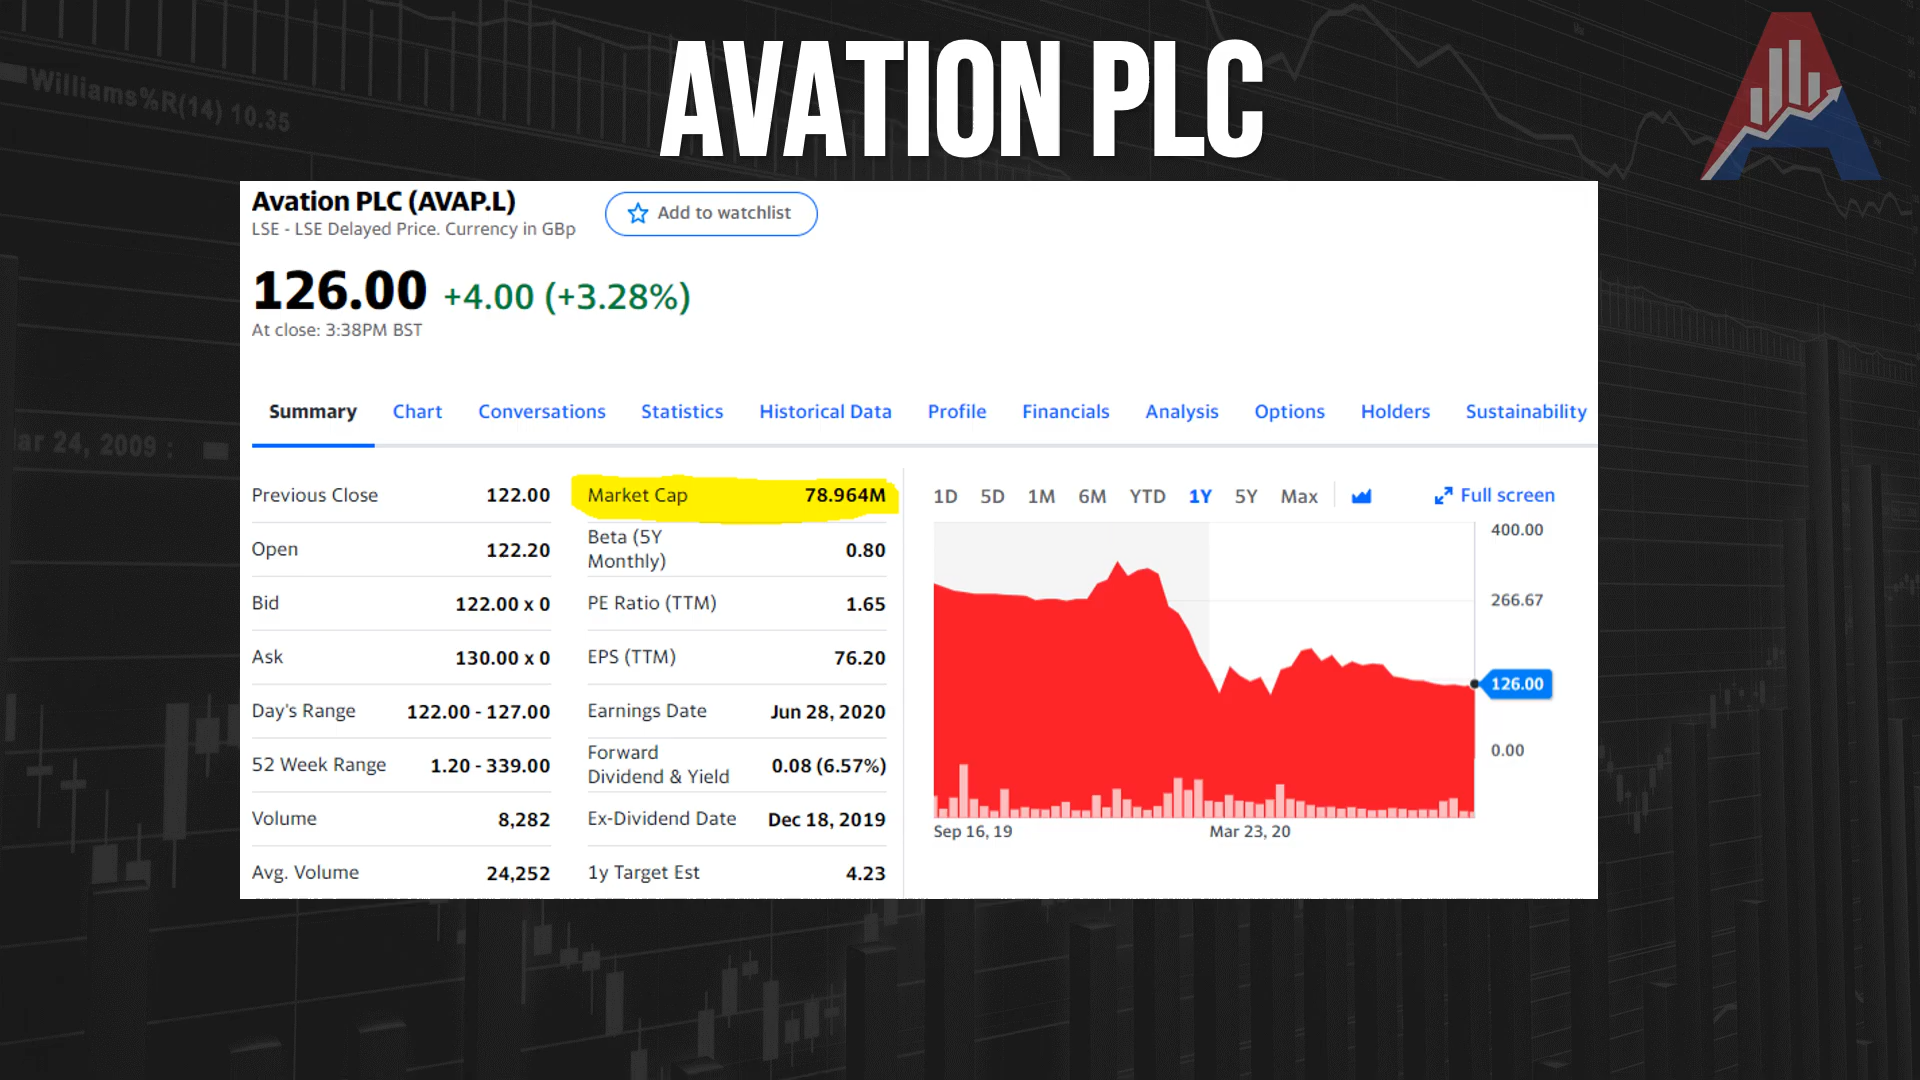 AVATION PLC
Williams%R(14) 10.35
ar 24, 2009 :
Avation PLC (AVAP.L)
LSE - LSE Delayed Price. Currency in GBp
Add to watchlist
126.00 +4.00 (+3.28%)
At close: 3:38PM BST
Summary Chart Conversations Statistics Historical Data Profile Financials Analysis Options Holders Sustainability
Previous Close 122.00
Open 122.20
Bid 122.00 x 0
Ask 130.00 x 0
Day's Range 122.00 - 127.00
52 Week Range 1.20 - 339.00
Volume 8,282
Avg. Volume 24,252
Market Cap 78.964M
Beta (5Y
Monthly) 0.80
PE Ratio (TTM) 1.65
EPS (TTM) 76.20
Earnings Date Jun 28, 2020
Forward
Dividend & Yield 0.08 (6.57%)
Ex-Dividend Date Dec 18, 2019
1y Target Est 4.23
1D 5D 1M 6M YTD 1Y 5Y Max Full screen
400.00
266.67
126.00
0.00
Sep 16, 19 Mar 23, 20